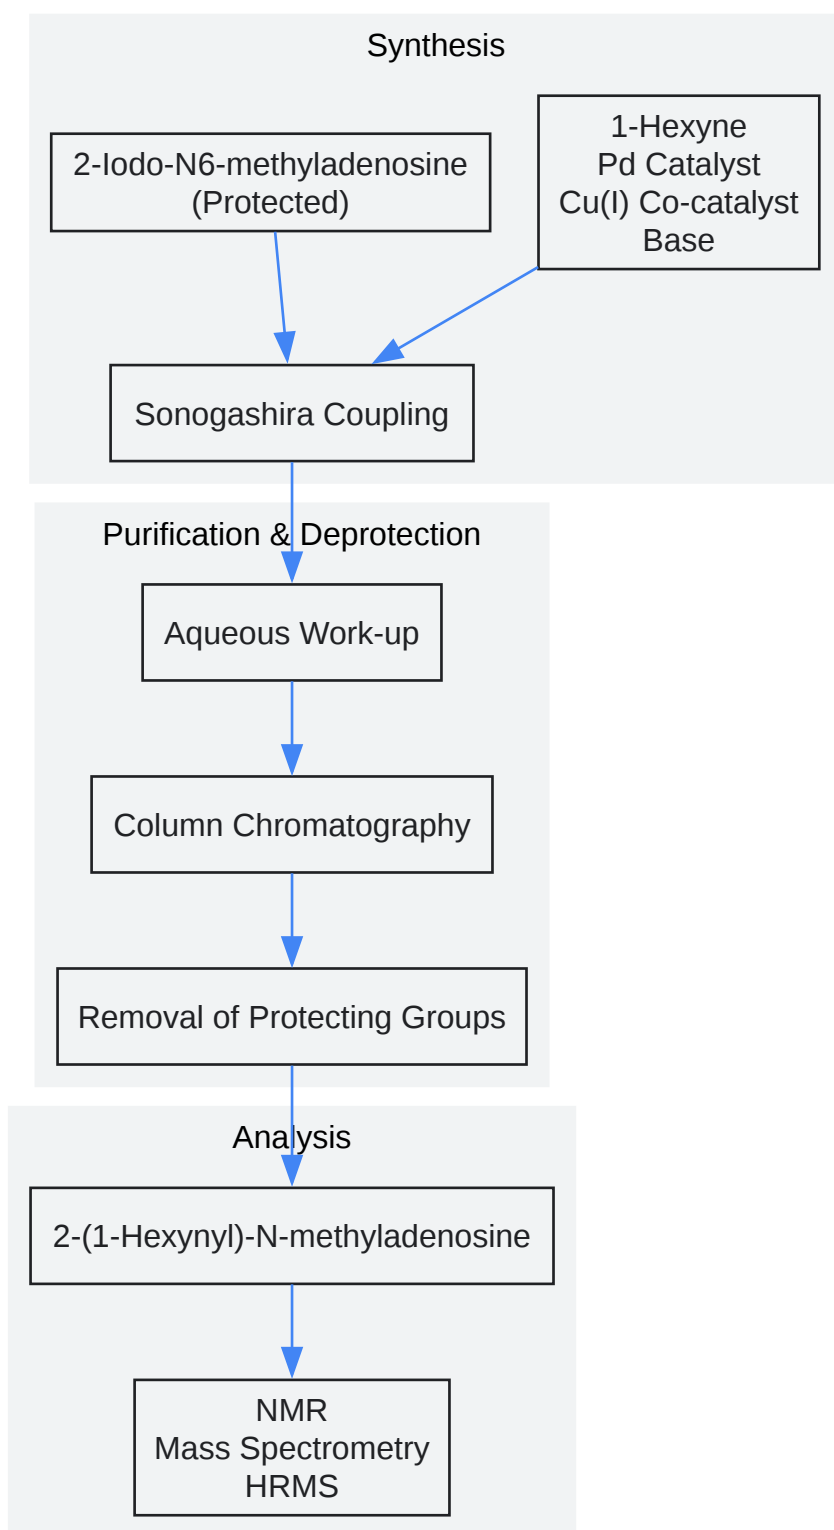 Synthesis
2-Iodo-N6-methyladenosine
(Protected)
1-Hexyne
Pd Catalyst
Cu(I) Co-catalyst
Base
Sonogashira Coupling
Purification & Deprotection
Aqueous Work-up
Column Chromatography
Removal of Protecting Groups
Analysis
2-(1-Hexynyl)-N-methyladenosine
NMR
Mass Spectrometry
HRMS